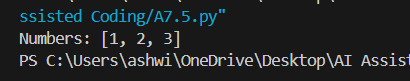 ssisted Coding/A7.5.py"
Numbers: [1, 2, 3]
PS C:\Users\ashwi\OneDrive\Desktop\AI Assist